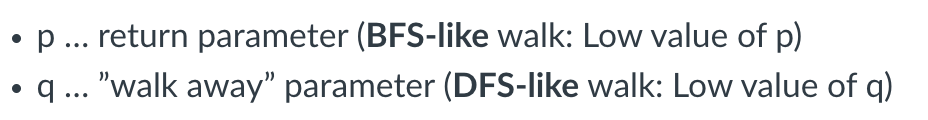 • p ... return parameter (BFS-like walk: Low value of p)
• q ... ”walk away” parameter (DFS-like walk: Low value of q)